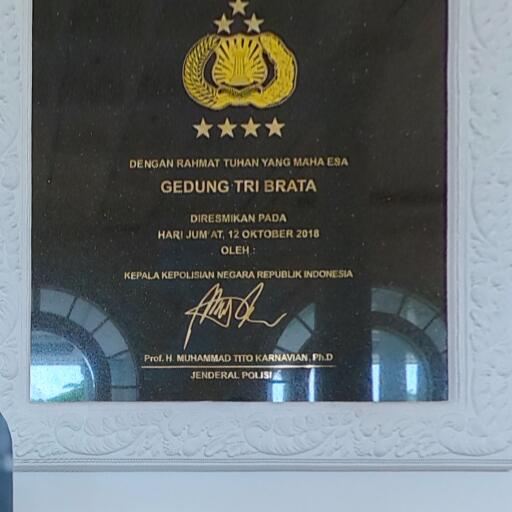 DENGAN RAHMAT TUHAN YANG MAHA ESA
GEDUNG TRI BRATA
DIRESMIKAN PADA
HARI JUM'AT, 12 OKTOBER 2018
OLEH :
KEPALA KEPOLISIAN NEGARA REPUBLIK INDONESIA
Prof. H. MUHAMMAD TITO KARNAVIAN, Ph.D
JENDERAL POLISI